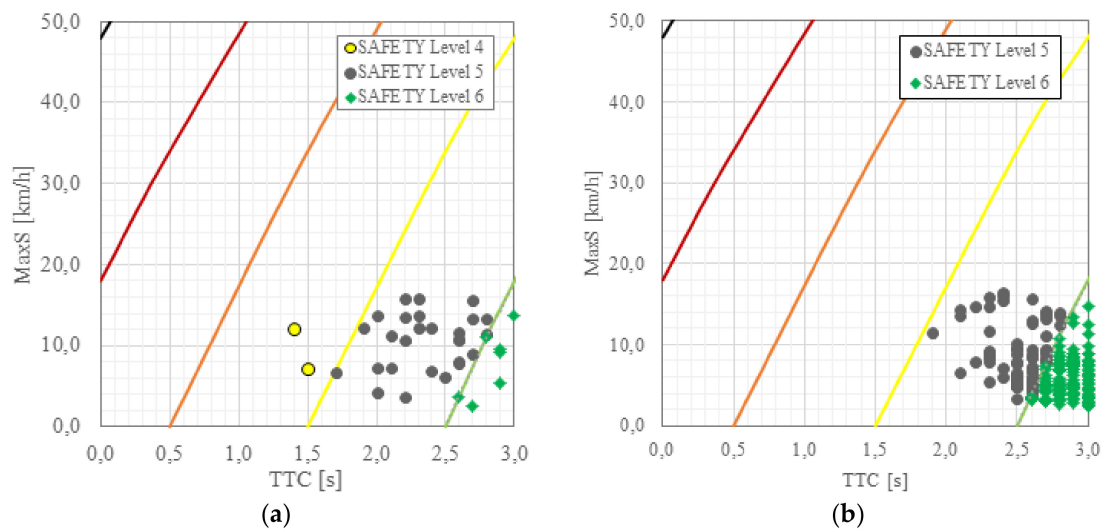 50,0
40,0
30,0
20,0
10,0
0,0
MaxS [km/h]
0,0 0,5 1,0 1,5 2,0 2,5 3,0
TTC [s]
SAFETY Level 4
SAFETY Level 5
SAFETY Level 6
(a)
50,0
40,0
30,0
20,0
10,0
0,0
MaxS [km/h]
0,0 0,5 1,0 1,5 2,0 2,5 3,0
TTC [s]
SAFETY Level 5
SAFETY Level 6
(b)